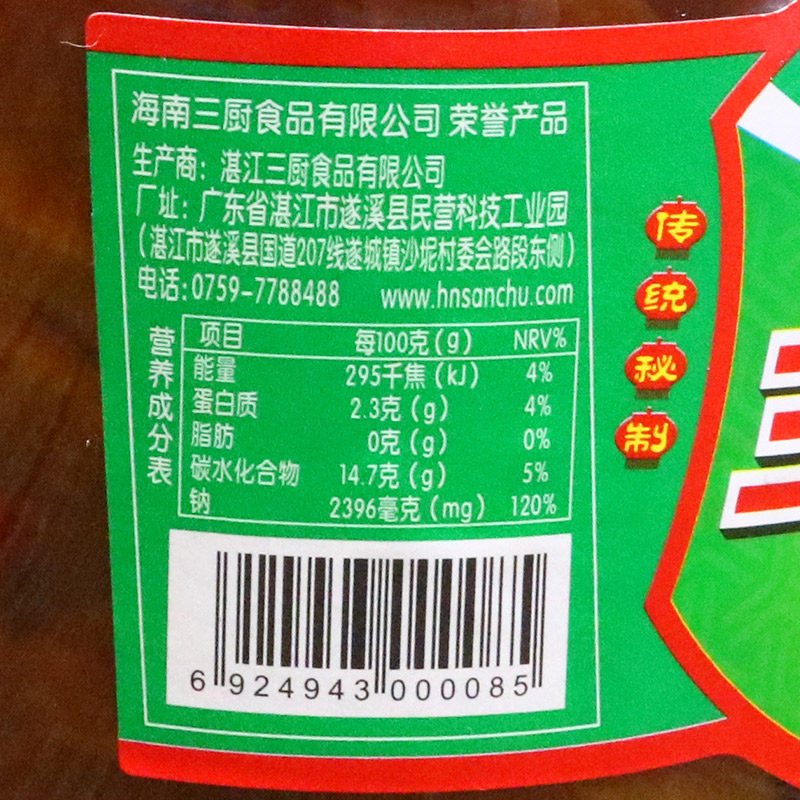 海南三厨食品有限公司 荣誉产品
生产商：湛江三厨食品有限公司
厂址：广东省湛江市遂溪县民营科技工业园
（湛江市遂溪县国道207线遂城镇沙坭村委会路段东侧）
电话:0759-7788488 www.hnsanchu.com
营养成分表
项目 每100克(g) NRV%
能量 295千焦(kJ) 4%
蛋白质 2.3克(g) 4%
脂肪 0克(g) 0%
碳水化合物 14.7克(g) 5%
钠 2396毫克(mg) 120%
6 924943 000085
传统秘制